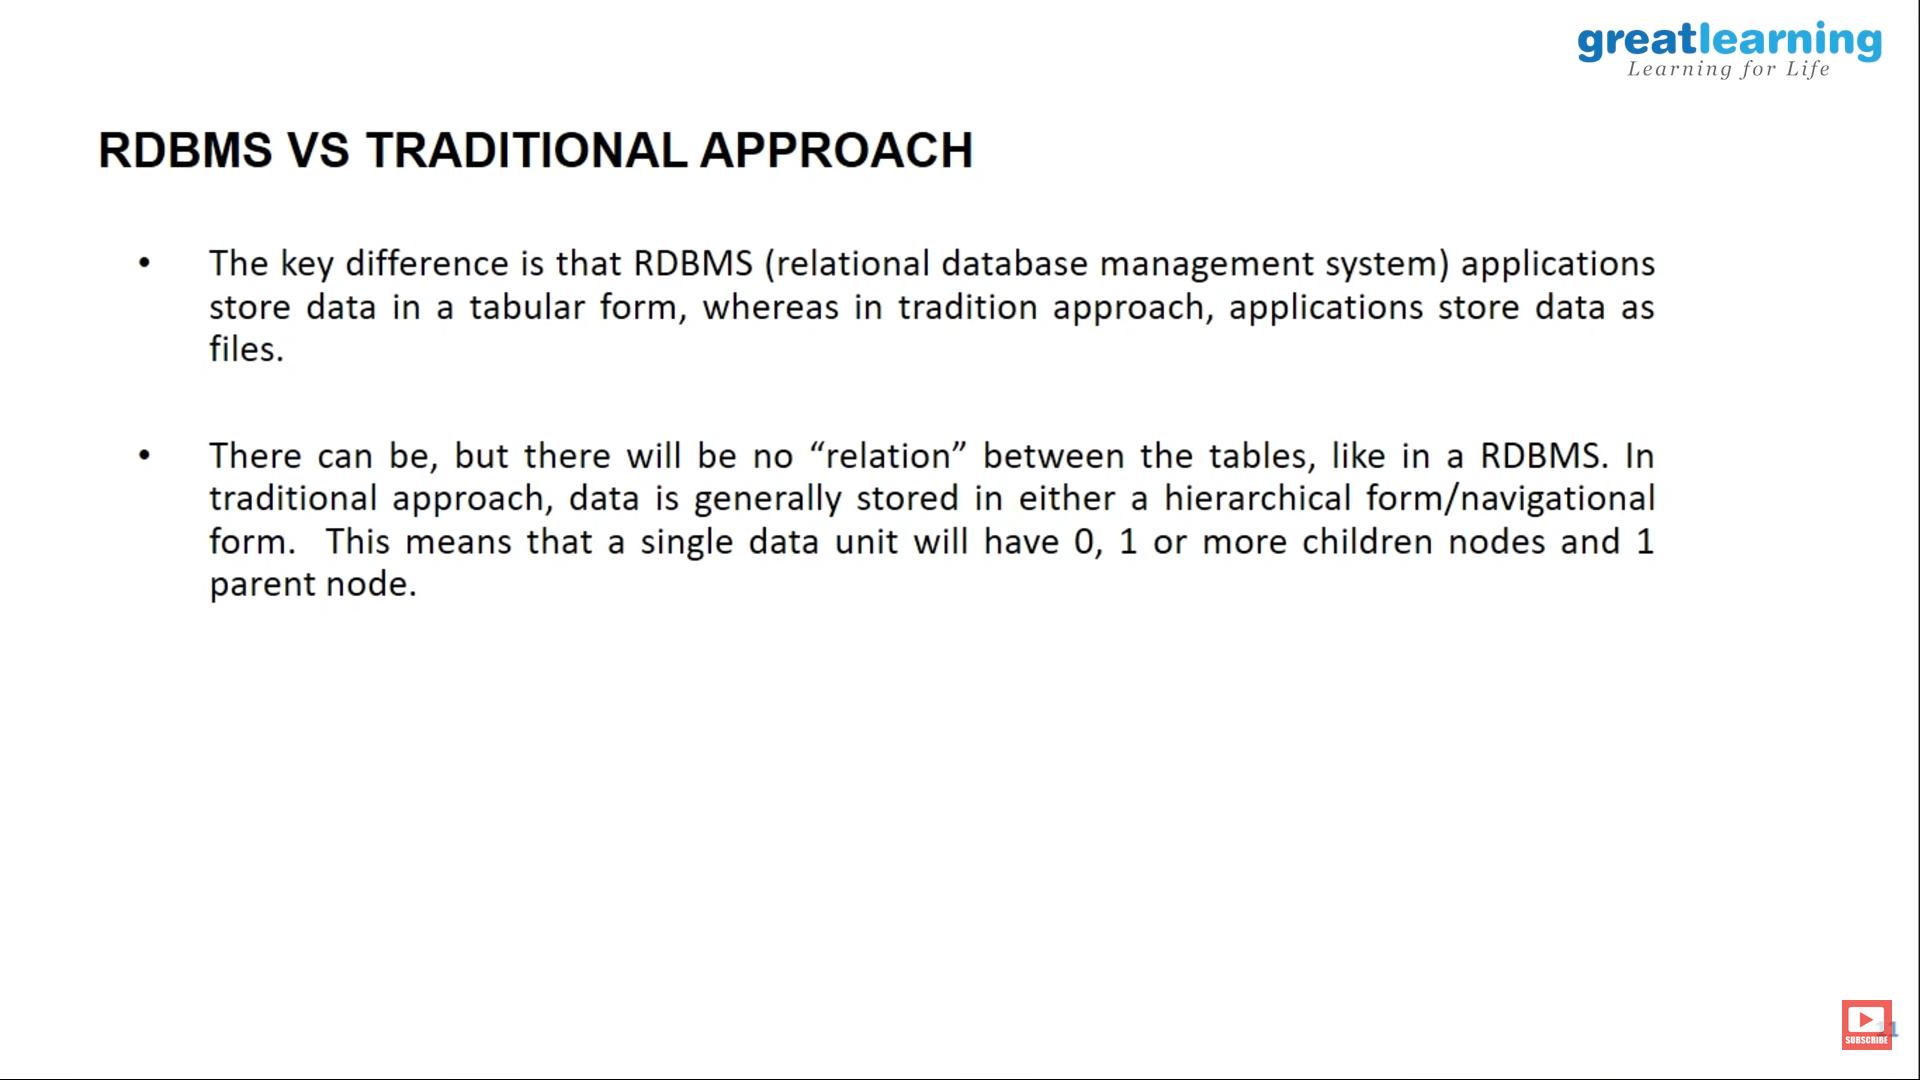 greatlearning
Learning for Life
RDBMS VS TRADITIONAL APPROACH
• The key difference is that RDBMS (relational database management system) applications
store data in a tabular form, whereas in tradition approach, applications store data as
files.
• There can be, but there will be no “relation” between the tables, like in a RDBMS. In
traditional approach, data is generally stored in either a hierarchical form/navigational
form. This means that a single data unit will have 0, 1 or more children nodes and 1
parent node.
SUBSCRIBE